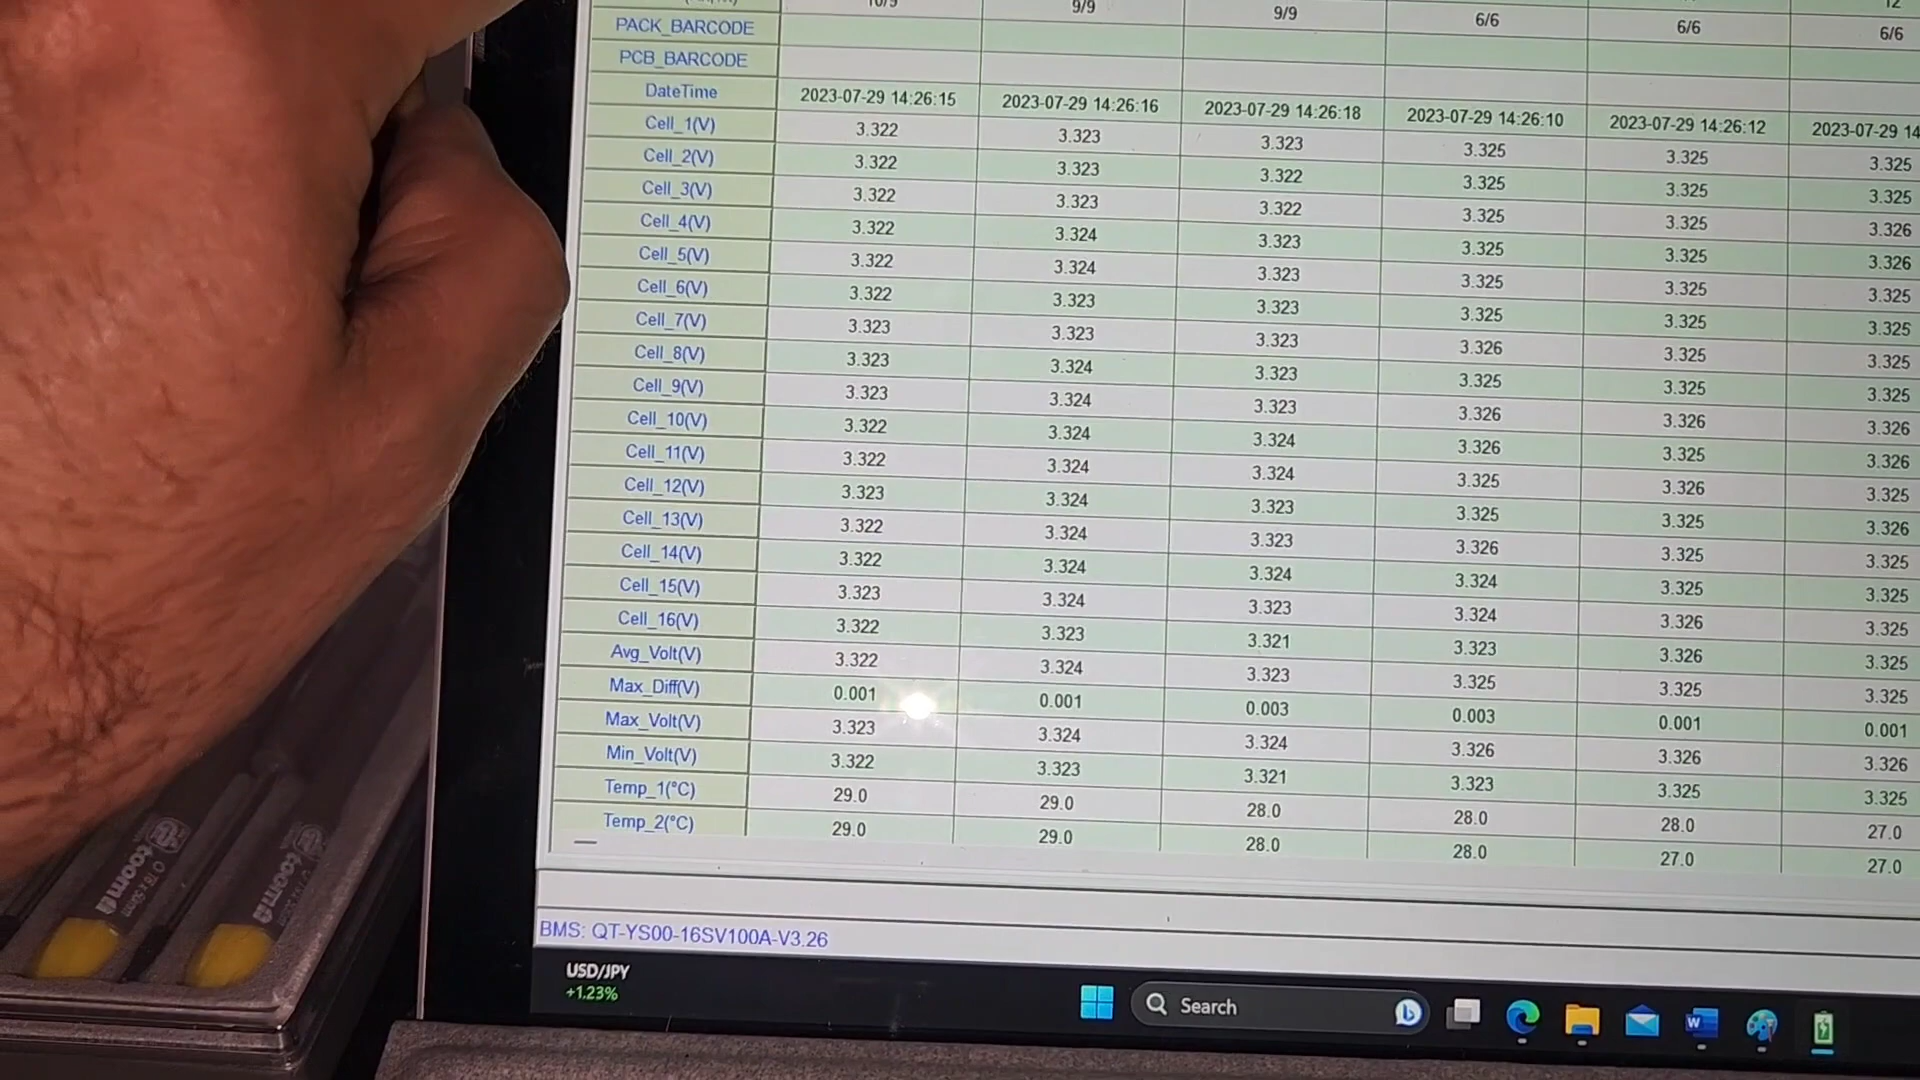 10/9 9/9 9/9 6/6 6/6 6/6
PACK_BARCODE
PCB_BARCODE
DateTime 2023-07-29 14:26:15 2023-07-29 14:26:16 2023-07-29 14:26:18 2023-07-29 14:26:10 2023-07-29 14:26:12 2023-07-29 14
Cell_1(V) 3.322 3.323 3.323 3.325 3.325 3.325
Cell_2(V) 3.322 3.323 3.322 3.325 3.325 3.325
Cell_3(V) 3.322 3.323 3.322 3.325 3.325 3.326
Cell_4(V) 3.322 3.324 3.323 3.325 3.325 3.326
Cell_5(V) 3.322 3.324 3.323 3.325 3.325 3.325
Cell_6(V) 3.322 3.323 3.323 3.325 3.325 3.325
Cell_7(V) 3.323 3.323 3.323 3.326 3.325 3.325
Cell_8(V) 3.323 3.324 3.323 3.325 3.325 3.325
Cell_9(V) 3.323 3.324 3.323 3.326 3.326 3.326
Cell_10(V) 3.322 3.324 3.324 3.326 3.325 3.326
Cell_11(V) 3.322 3.324 3.324 3.325 3.326 3.325
Cell_12(V) 3.323 3.324 3.323 3.325 3.325 3.326
Cell_13(V) 3.322 3.324 3.323 3.326 3.325 3.325
Cell_14(V) 3.322 3.324 3.324 3.324 3.325 3.325
Cell_15(V) 3.323 3.324 3.323 3.324 3.326 3.325
Cell_16(V) 3.322 3.323 3.321 3.323 3.326 3.325
Avg_Volt(V) 3.322 3.324 3.323 3.325 3.325 3.325
Max_Diff(V) 0.001 0.001 0.003 0.003 0.001 0.001
Max_Volt(V) 3.323 3.324 3.324 3.326 3.326 3.326
Min_Volt(V) 3.322 3.323 3.321 3.323 3.325 3.325
Temp_1(°C) 29.0 29.0 28.0 28.0 28.0 27.0
Temp_2(°C) 29.0 29.0 28.0 28.0 27.0 27.0
BMS: QT-YS00-16SV100A-V3.26
USD/JPY
+1.23%
Search